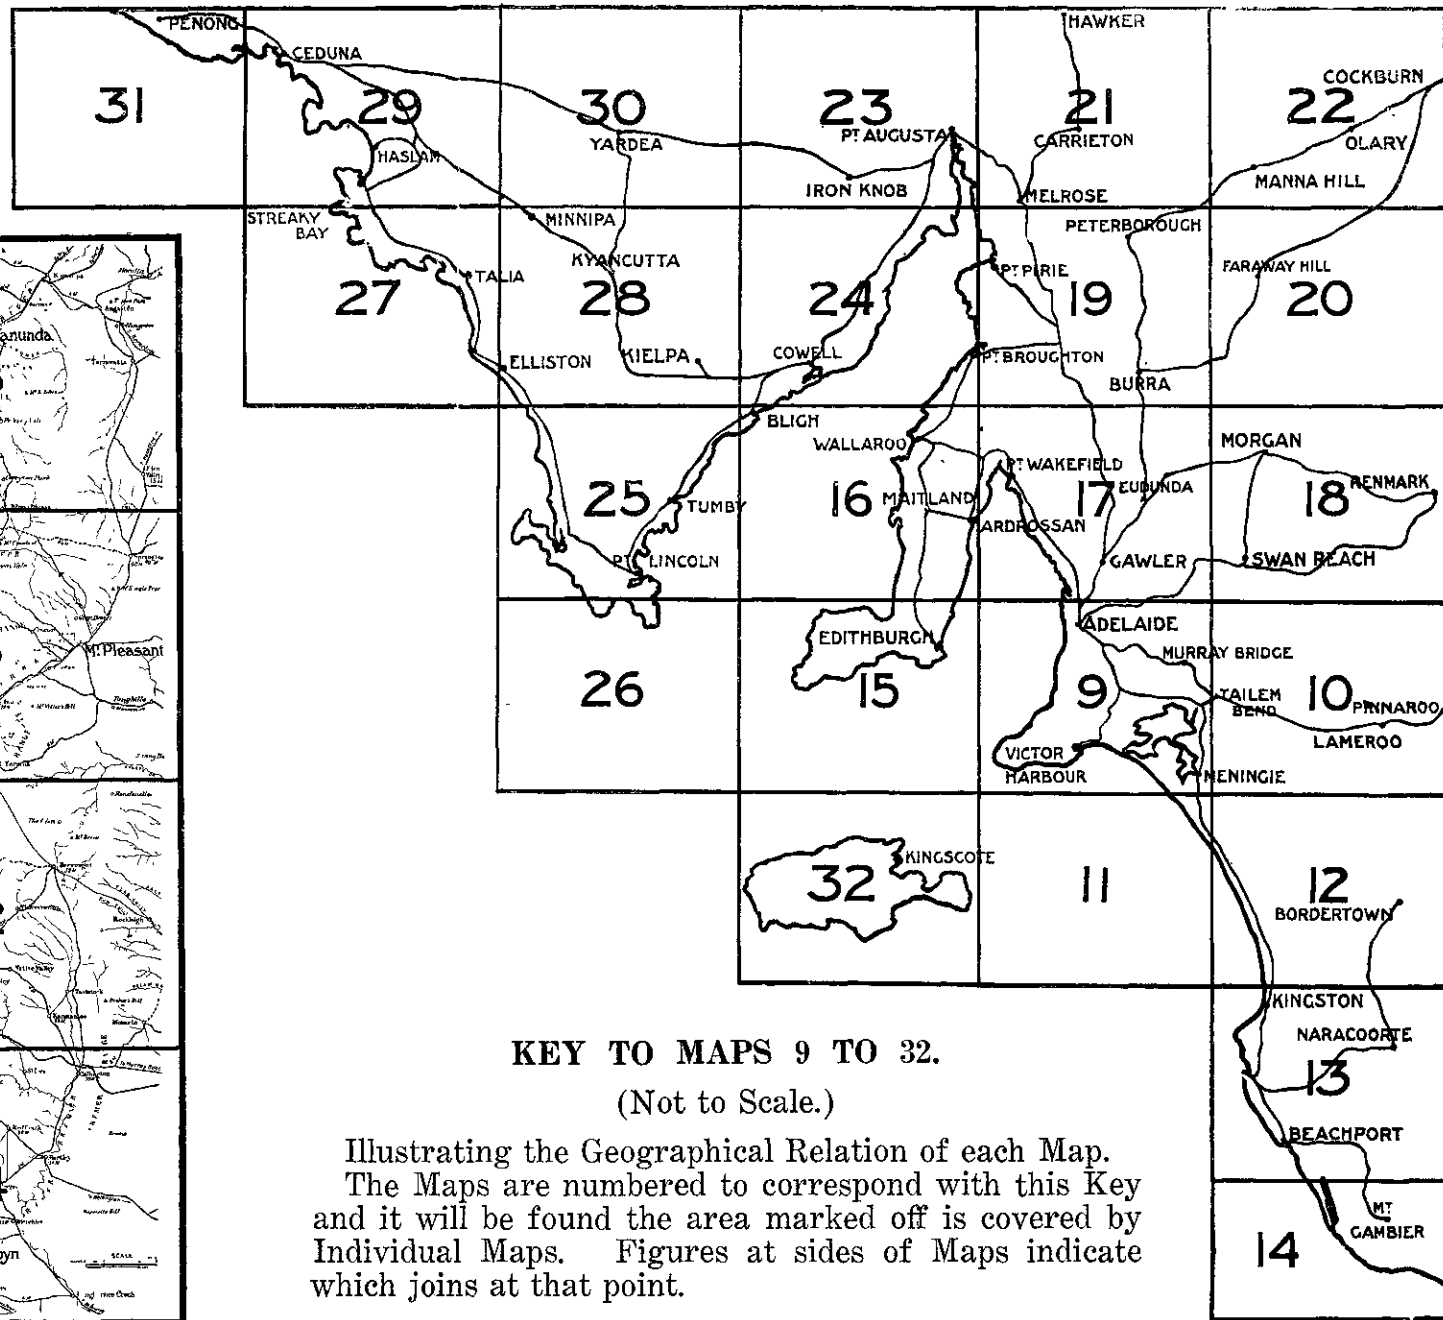 PENONG
HAWKER
CEDUNA
COCKBURN
31
29
30
23
21
22
PT AUGUSTA
YARDEA
CARRIETON
OLARY
HASLAM
IRON KNOB
MANNA HILL
MELROSE
STREAKY
BAY
MINNIPA
PETERBOROUGH
KYANCUTTA
TALIA
PT PIRIE
FARAWAY HILL
27
28
24
19
20
ELLISTON
KIELPA
COWELL
PT BROUGHTON
BURRA
BLIGH
WALLAROO
MORGAN
PT WAKEFIELD
25
TUMBY
16
MAITLAND
17
EUDUNDA
18
RENMARK
ARDROSSAN
PT LINCOLN
GAWLER
SWAN REACH
EDITHBURGH
ADELAIDE
MURRAY BRIDGE
26
15
9
TAILEM
BEND
10
PINNAROO
LAMEROO
VICTOR
HARBOUR
MENINGIE
KINGSCOTE
32
11
12
BORDERTOWN
KINGSTON
NARACOORTE
13
BEACHPORT
MT
GAMBIER
14
anunda
Mt Pleasant
KEY TO MAPS 9 TO 32.
(Not to Scale.)
Illustrating the Geographical Relation of each Map.
The Maps are numbered to correspond with this Key
and it will be found the area marked off is covered by
Individual Maps. Figures at sides of Maps indicate
which joins at that point.
SCALE